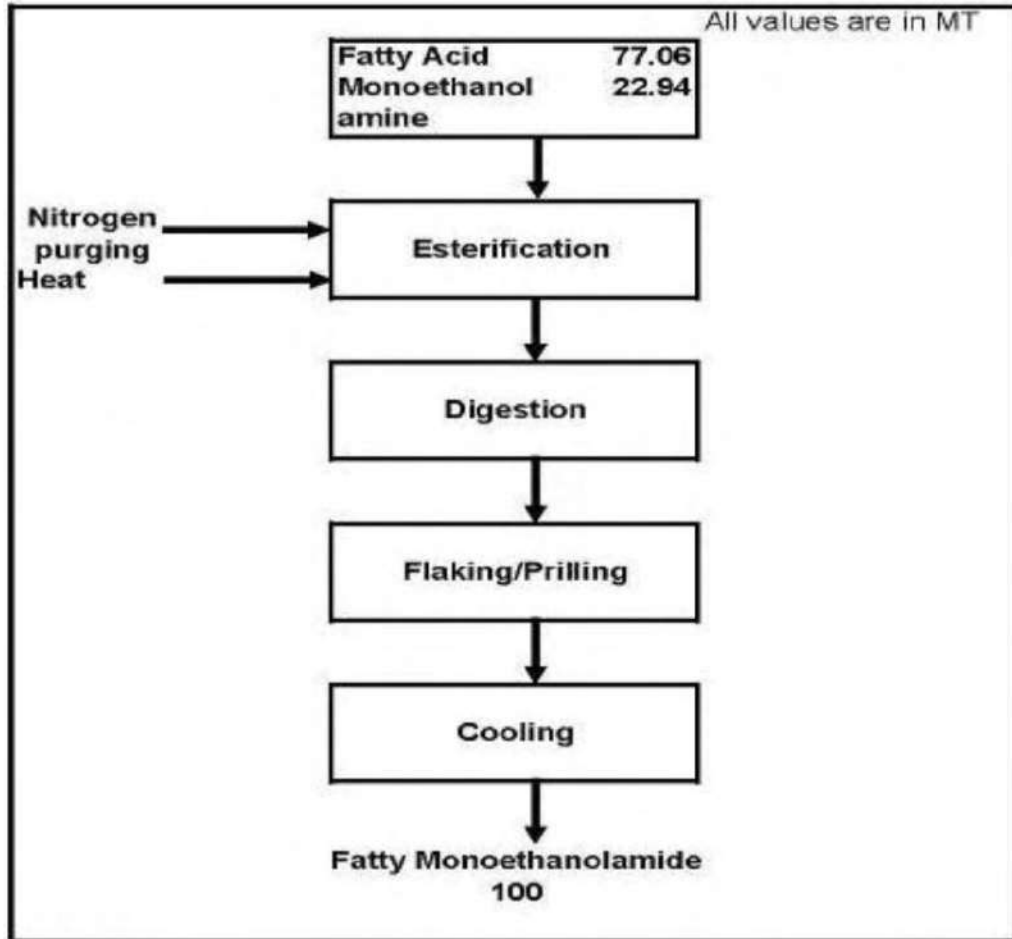 All values are in MT
Fatty Acid 77.06
Monoethanol 22.94
amine
Nitrogen
purging
Heat
Esterification
Digestion
Flaking/Prilling
Cooling
Fatty Monoethanolamide
100